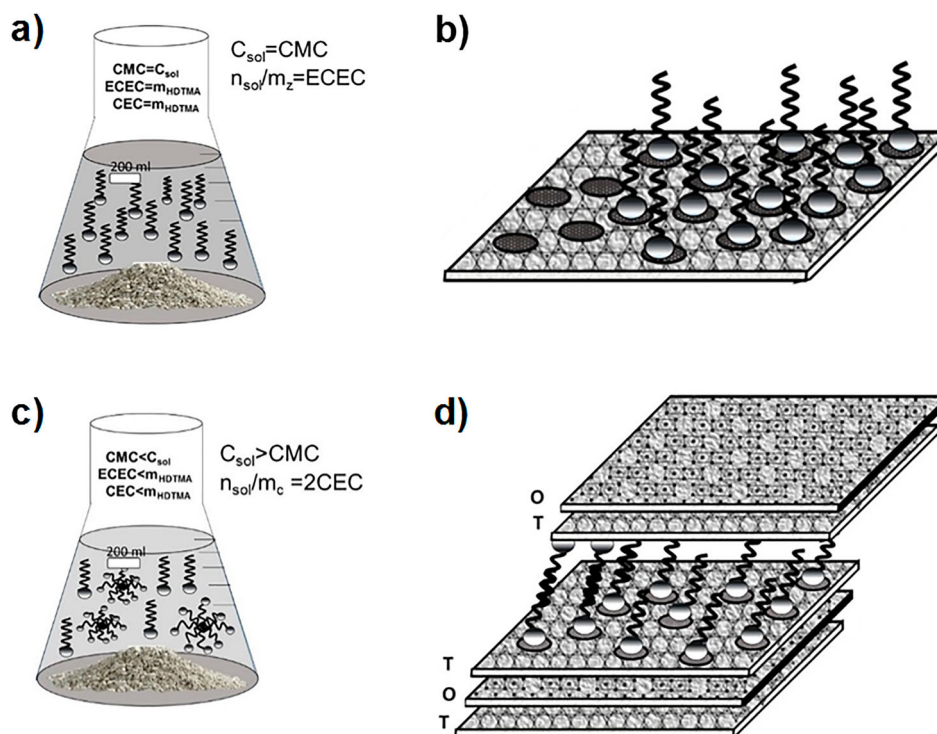 a)
CMC=Csol
ECEC=mHDTMA
CEC=mHDTMA
Csol=CMC
nsol/mz=ECEC
200 ml
b)
c)
CMC<Csol
ECEC<mHDTMA
CEC<mHDTMA
Csol>CMC
nsol/mc =2CEC
200 ml
d)
O
T
T
O
T